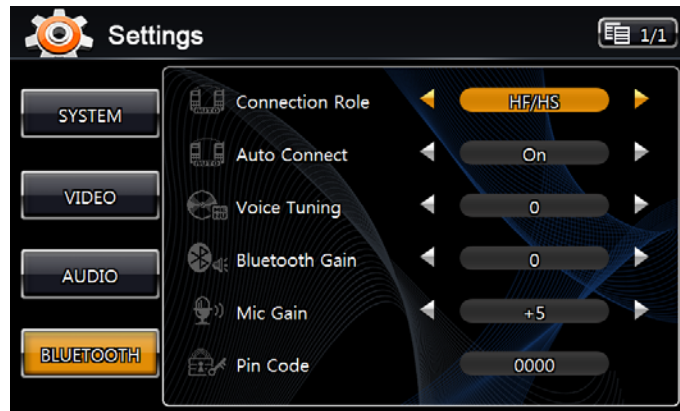 Settings
1/1
SYSTEM
VIDEO
AUDIO
BLUETOOTH
Connection Role HF/HS
Auto Connect On
Voice Tuning 0
Bluetooth Gain 0
Mic Gain +5
Pin Code 0000